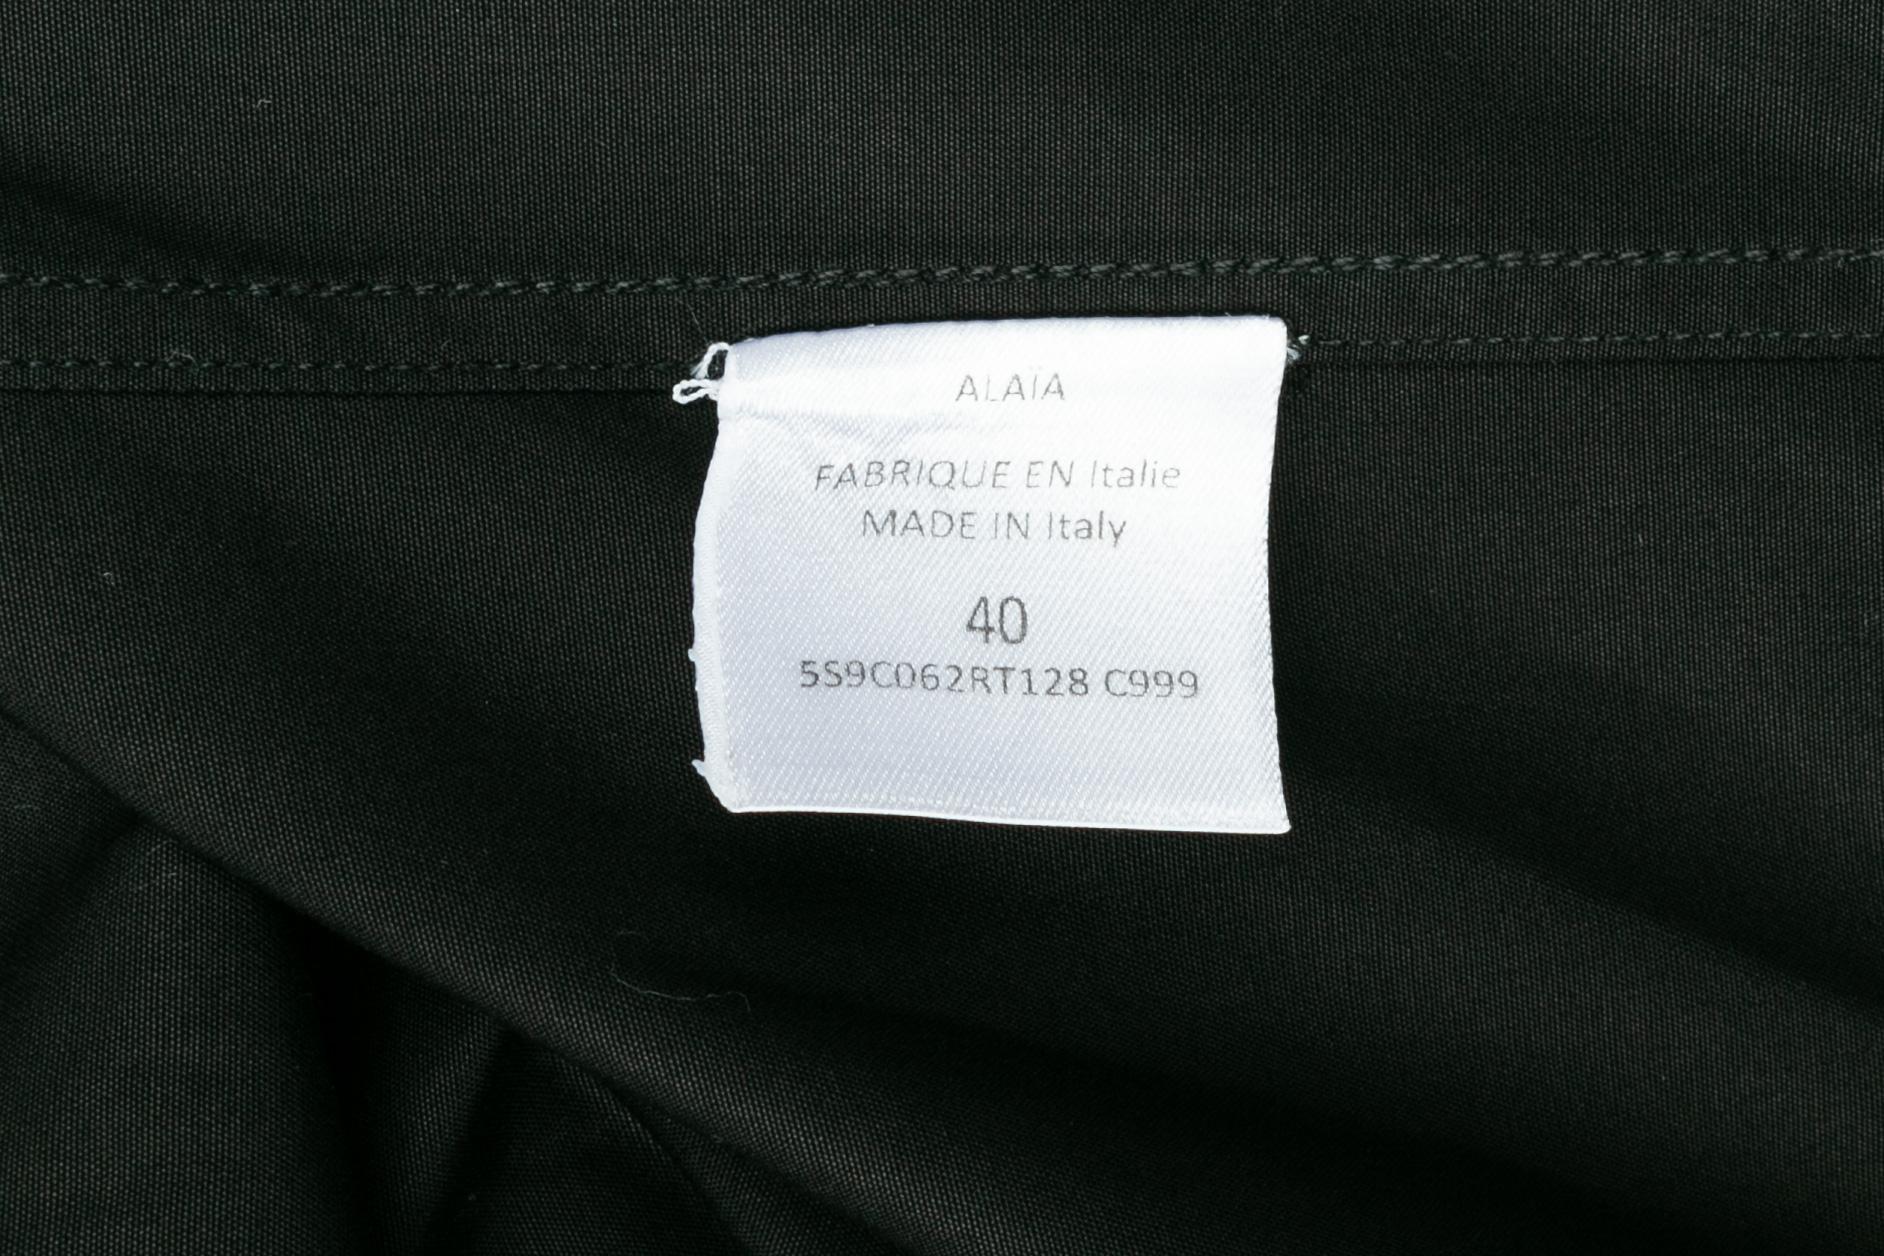 ALAÏA
FABRIQUE EN Italie
MADE IN Italy
40
5S9C062RT128 C999